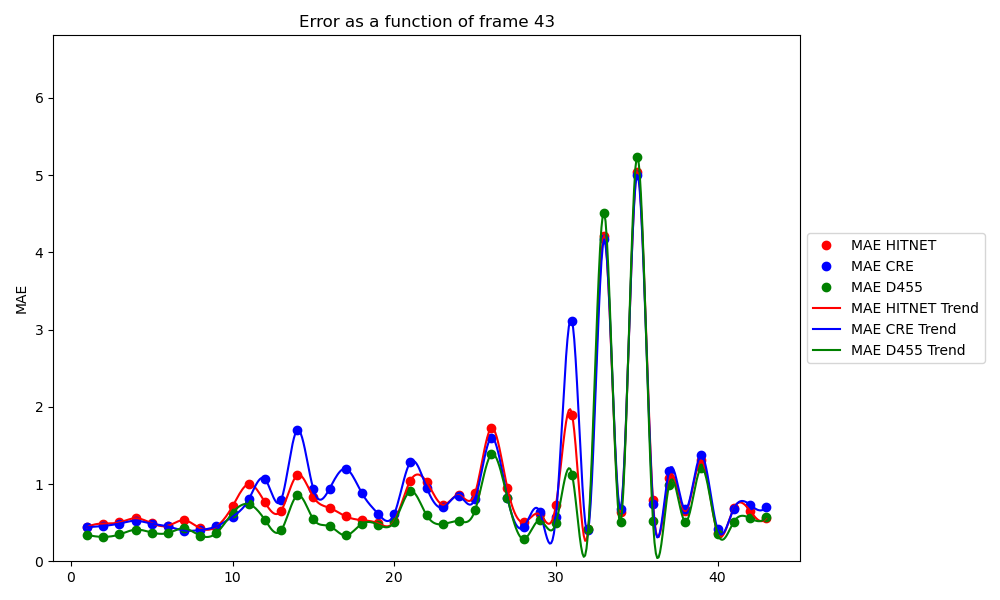 Error as a function of frame 43
MAE
6
5
4
3
2
1
0
0
10
20
30
40
MAE HITNET
MAE CRE
MAE D455
MAE HITNET Trend
MAE CRE Trend
MAE D455 Trend